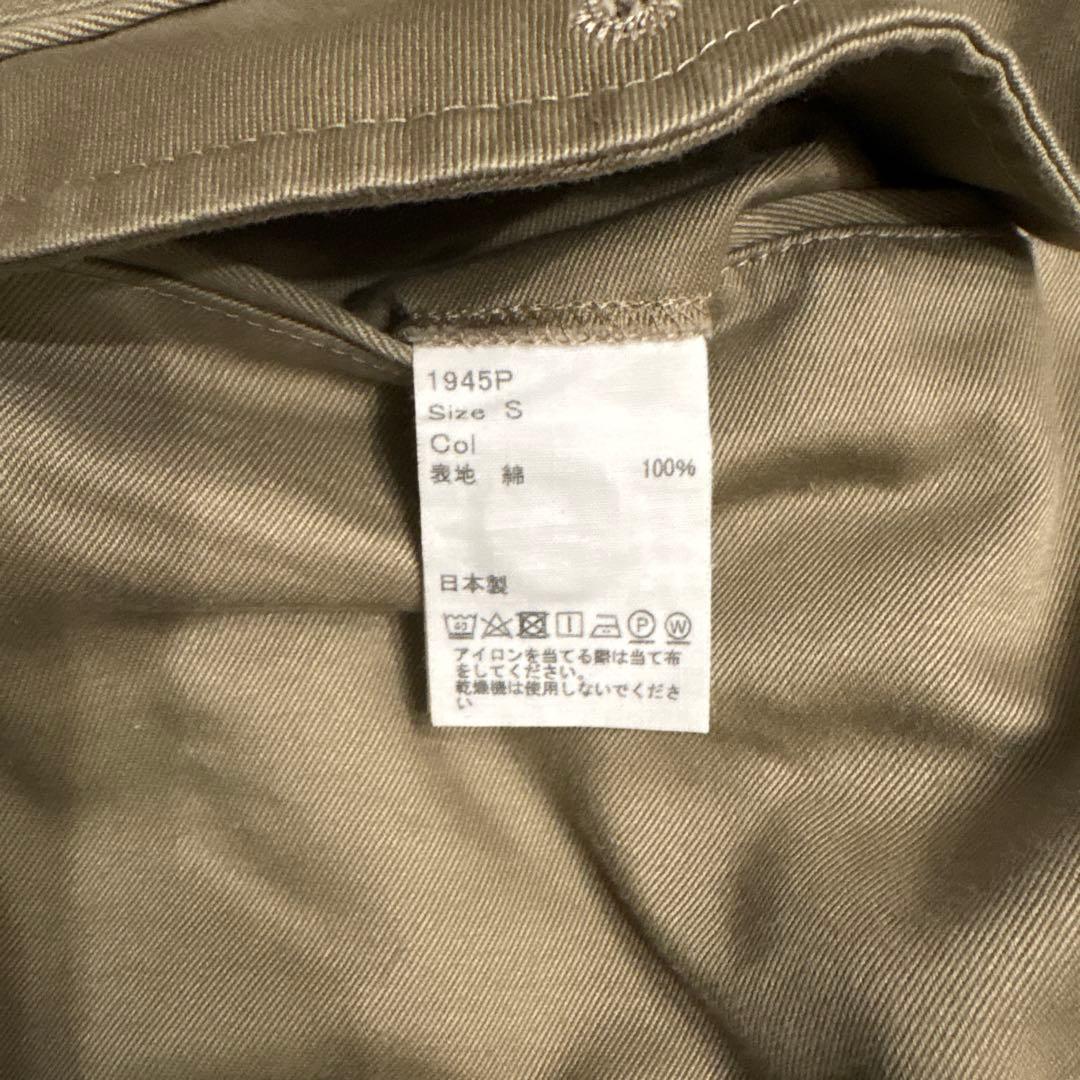 1945P
Size S
Col
表地 綿 100%
日本製
40 P W
アイロンを当てる際は当て布
をしてください。
乾燥機は使用しないでくださ
い